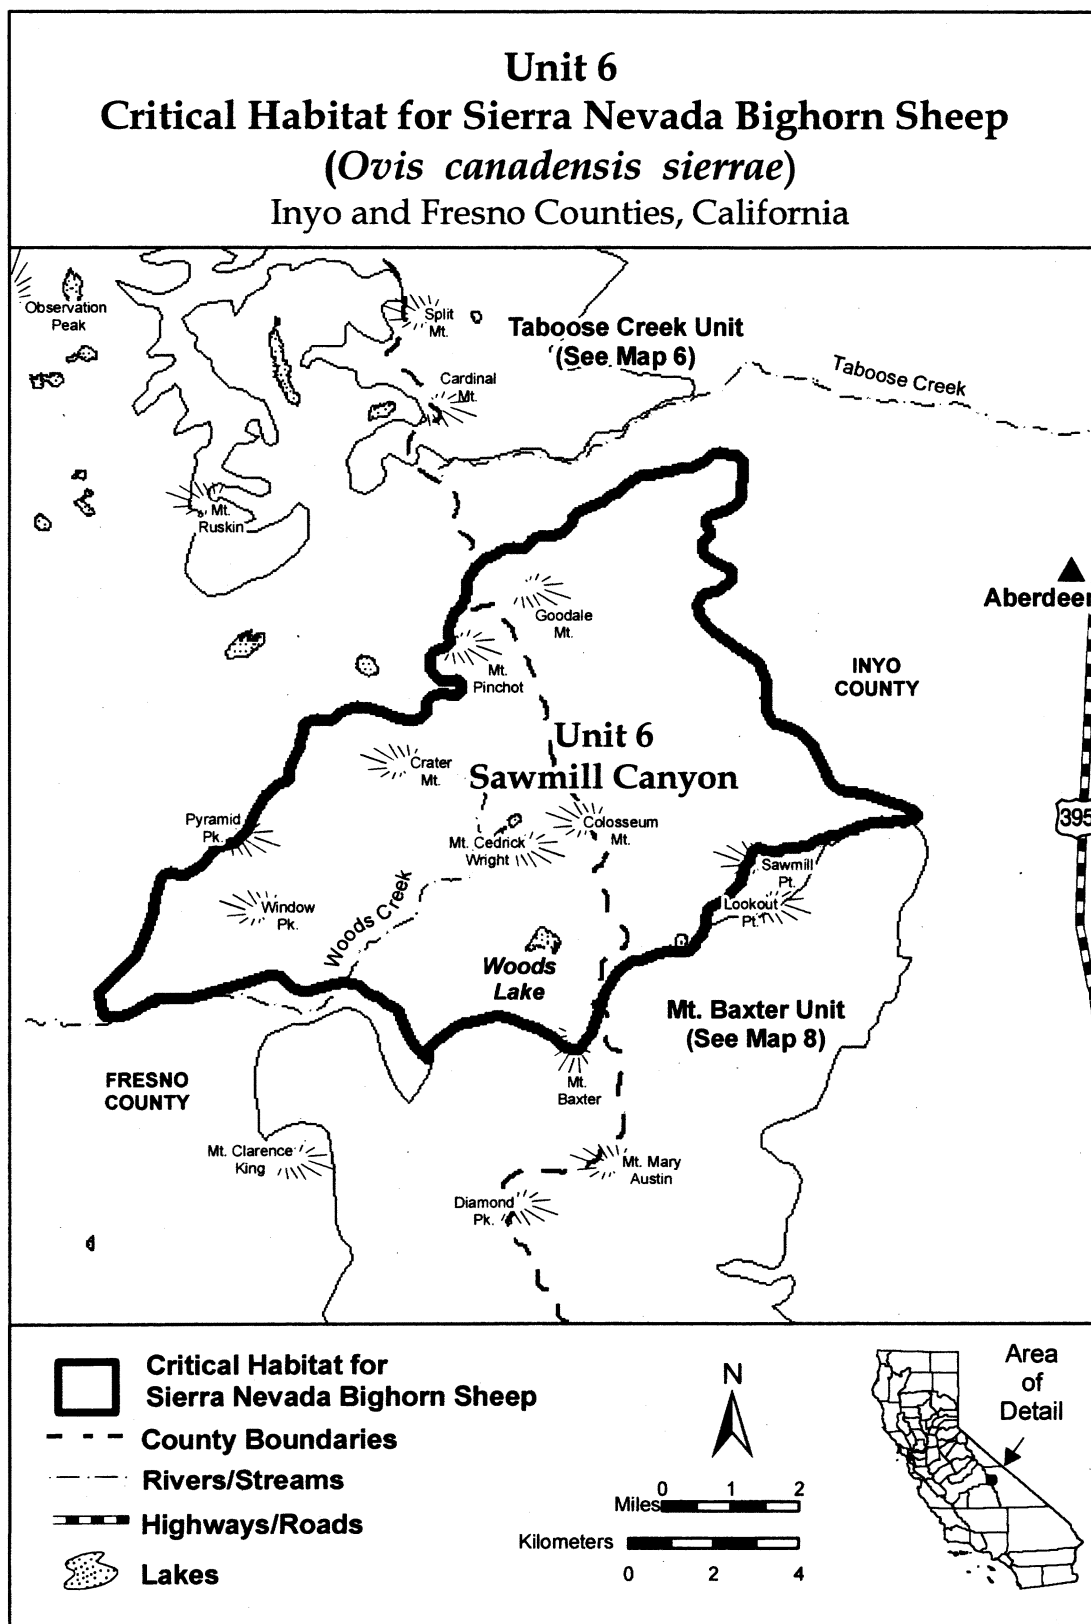 Unit 6
Critical Habitat for Sierra Nevada Bighorn Sheep
(Ovis canadensis sierrae)
Inyo and Fresno Counties, California
Observation
Peak
Split
Mt.
Taboose Creek Unit
(See Map 6)
Taboose Creek
Cardinal
Mt.
Mt.
Ruskin
Aberdeen
Goodale
Mt.
INYO
COUNTY
Mt.
Pinchot
Unit 6
Sawmill Canyon
Crater
Mt.
395
Pyramid
Pk.
Colosseum
Mt.
Mt. Cedrick
Wright
Sawmill
Pt.
Lookout
Pt.
Window
Pk.
Woods Creek
Woods
Lake
Mt. Baxter Unit
(See Map 8)
FRESNO
COUNTY
Mt.
Baxter
Mt. Clarence
King
Mt. Mary
Austin
Diamond
Pk.
Critical Habitat for
Sierra Nevada Bighorn Sheep
County Boundaries
Rivers/Streams
Highways/Roads
Lakes
N
0 1 2
Miles
Kilometers
0 2 4
Area
of
Detail